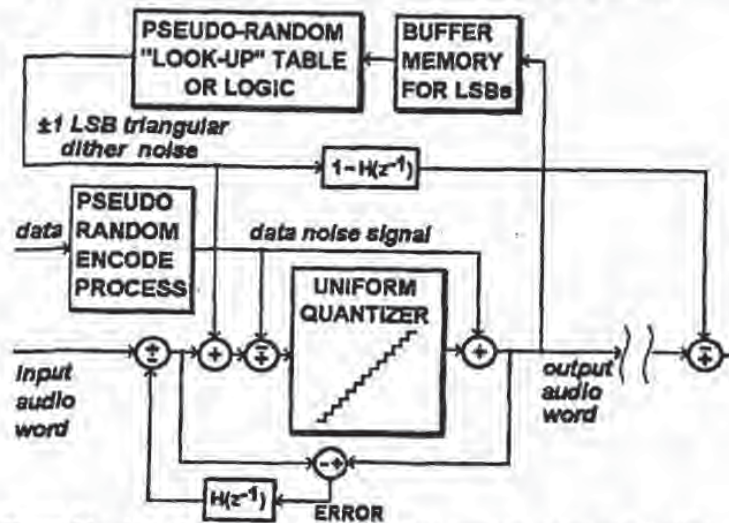 PSEUDO-RANDOM
"LOOK-UP" TABLE
OR LOGIC
BUFFER
MEMORY
FOR LSBs
±1 LSB triangular
dither noise
1-H(z⁻¹)
data
PSEUDO
RANDOM
ENCODE
PROCESS
data noise signal
UNIFORM
QUANTIZER
input
audio
word
output
audio
word
H(z⁻¹)
ERROR